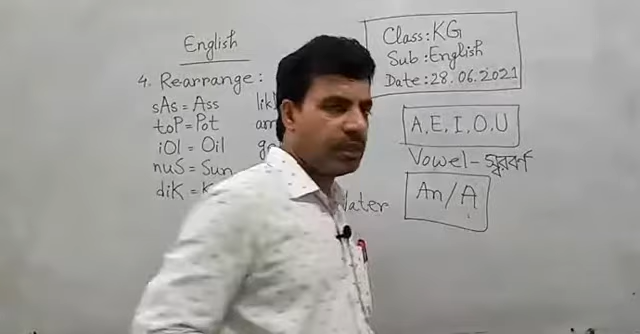 English
4. Rearrange:
sAs = Ass
toP = Pot
iOl = Oil
nuS = Sun
diK =
Class: KG
Sub: English
Date: 28.06.2021
A, E, I, O, U
Vowel - স্বরবর্ণ
An/A